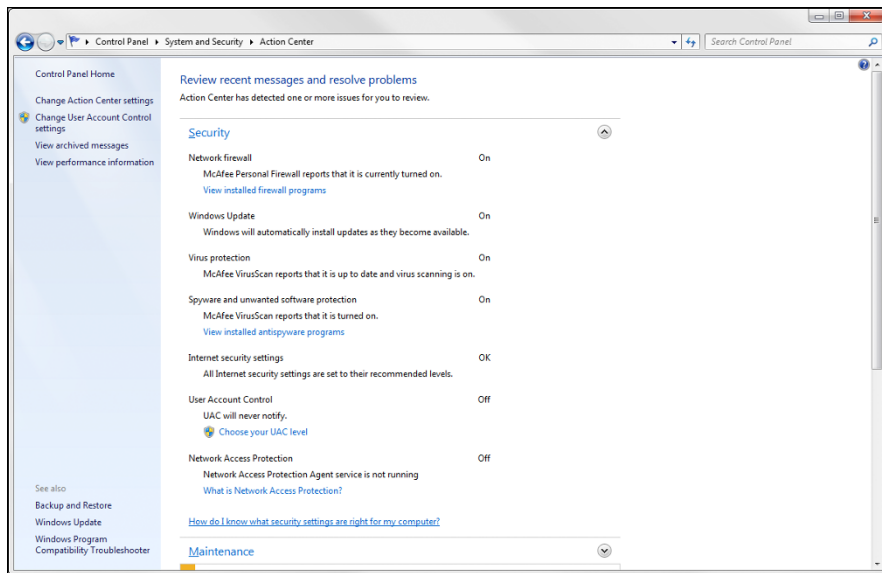 Control Panel ▸ System and Security ▸ Action Center
Search Control Panel
Control Panel Home
Change Action Center settings
Change User Account Control
settings
View archived messages
View performance information
See also
Backup and Restore
Windows Update
Windows Program
Compatibility Troubleshooter
Review recent messages and resolve problems
Action Center has detected one or more issues for you to review.
Security
Network firewall On
McAfee Personal Firewall reports that it is currently turned on.
View installed firewall programs
Windows Update On
Windows will automatically install updates as they become available.
Virus protection On
McAfee VirusScan reports that it is up to date and virus scanning is on.
Spyware and unwanted software protection On
McAfee VirusScan reports that it is turned on.
View installed antispyware programs
Internet security settings OK
All Internet security settings are set to their recommended levels.
User Account Control Off
UAC will never notify.
Choose your UAC level
Network Access Protection Off
Network Access Protection Agent service is not running
What is Network Access Protection?
How do I know what security settings are right for my computer?
Maintenance